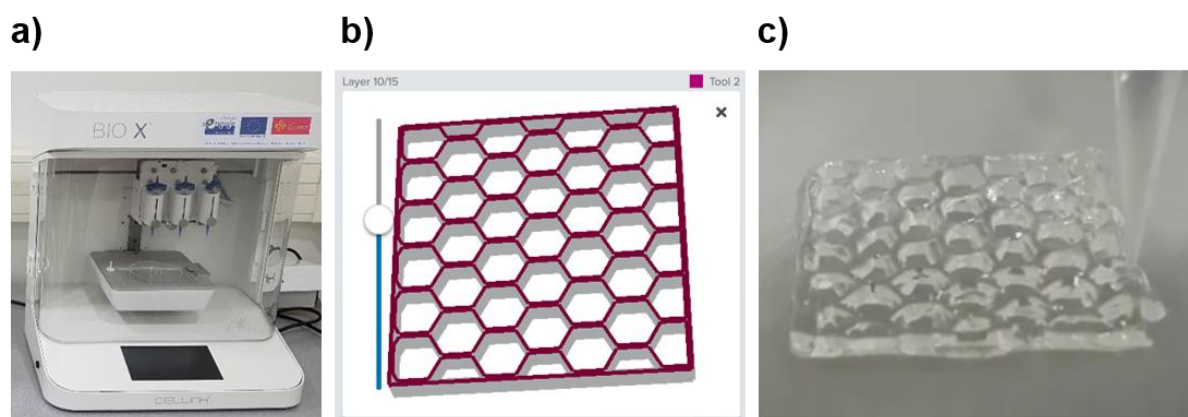 a)
b)
c)
BIO X
Layer 10/15
Tool 2
CELLINK